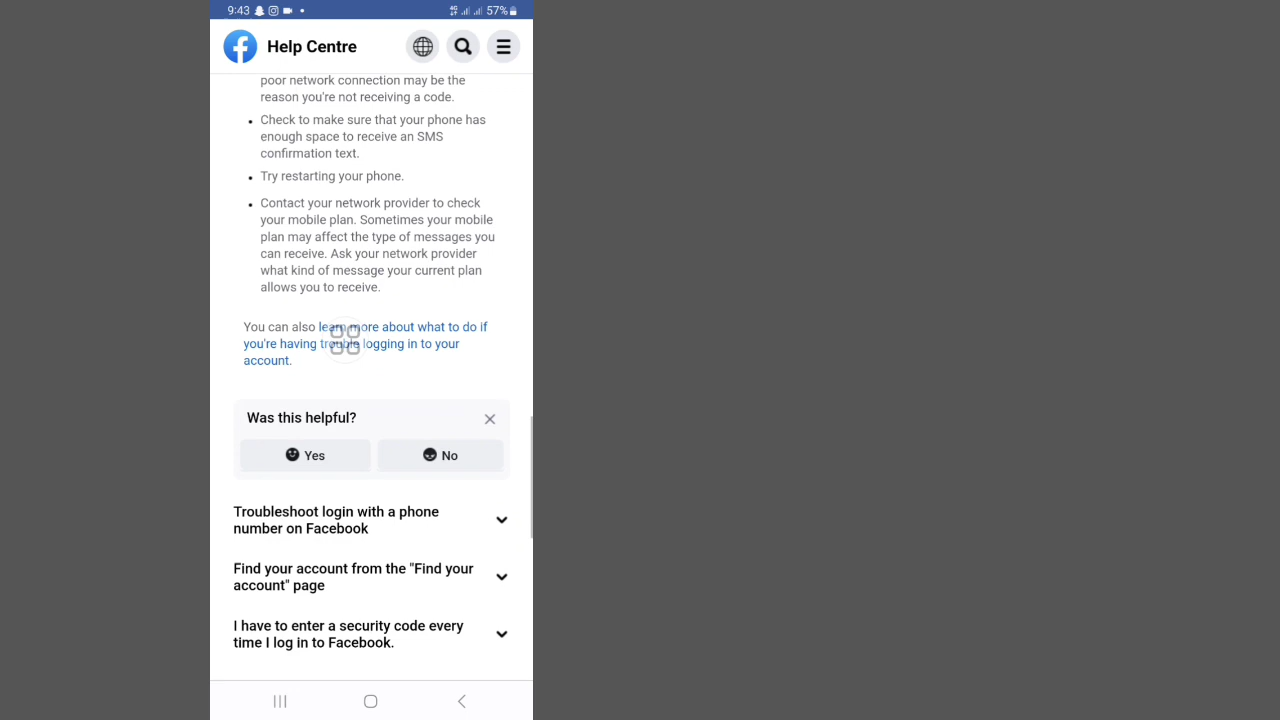 9:43
4G
57%
Help Centre
poor network connection may be the
reason you're not receiving a code.
• Check to make sure that your phone has
enough space to receive an SMS
confirmation text.
• Try restarting your phone.
• Contact your network provider to check
your mobile plan. Sometimes your mobile
plan may affect the type of messages you
can receive. Ask your network provider
what kind of message your current plan
allows you to receive.
You can also learn more about what to do if
you're having trouble logging in to your
account.
Was this helpful?
Yes
No
Troubleshoot login with a phone
number on Facebook
Find your account from the "Find your
account" page
I have to enter a security code every
time I log in to Facebook.